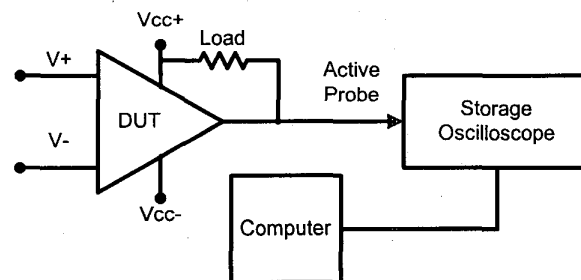 Vcc+
Load
V+
Active
Probe
DUT
Storage
Oscilloscope
V-
Vcc-
Computer